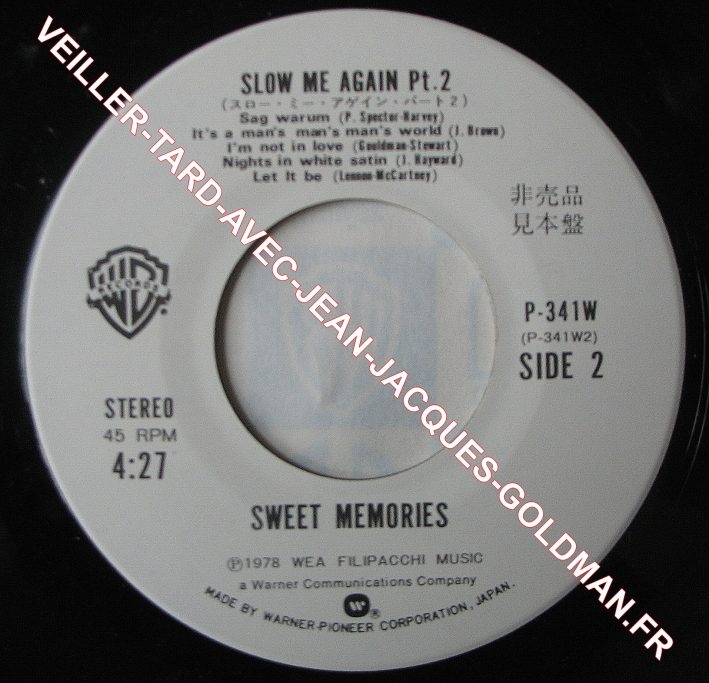 SLOW ME AGAIN Pt.2
(スロー・ミー・アゲイン・パート2)
Sag warum (P. Spector-Harvey)
It's a man's man's man's world (J. Brown)
I'm not in love (Gouldman-Stewart)
Nights in white satin (J. Hayward)
Let It be (Lennon-McCartney)
非売品
見本盤
W
RECORDS
P-341W
(P-341W2)
SIDE 2
STEREO
45 RPM
4:27
SWEET MEMORIES
Ⓟ1978 WEA FILIPACCHI MUSIC
a Warner Communications Company
®
MADE BY WARNER-PIONEER CORPORATION, JAPAN.
VEILLER-TARD-AVEC-JEAN-JACQUES-GOLDMAN.FR